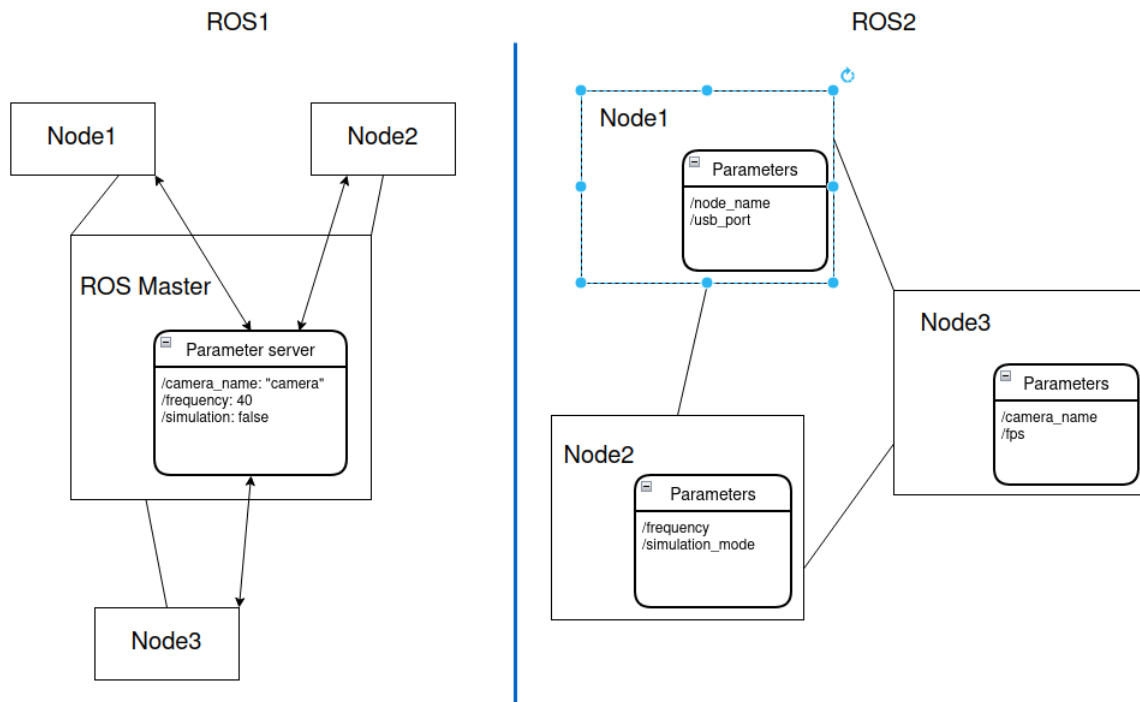 ROS1
Node1
Node2
ROS Master
Parameter server
/camera_name: "camera"
/frequency: 40
/simulation: false
Node3
ROS2
Node1
Parameters
/node_name
/usb_port
Node3
Parameters
/camera_name
/fps
Node2
Parameters
/frequency
/simulation_mode